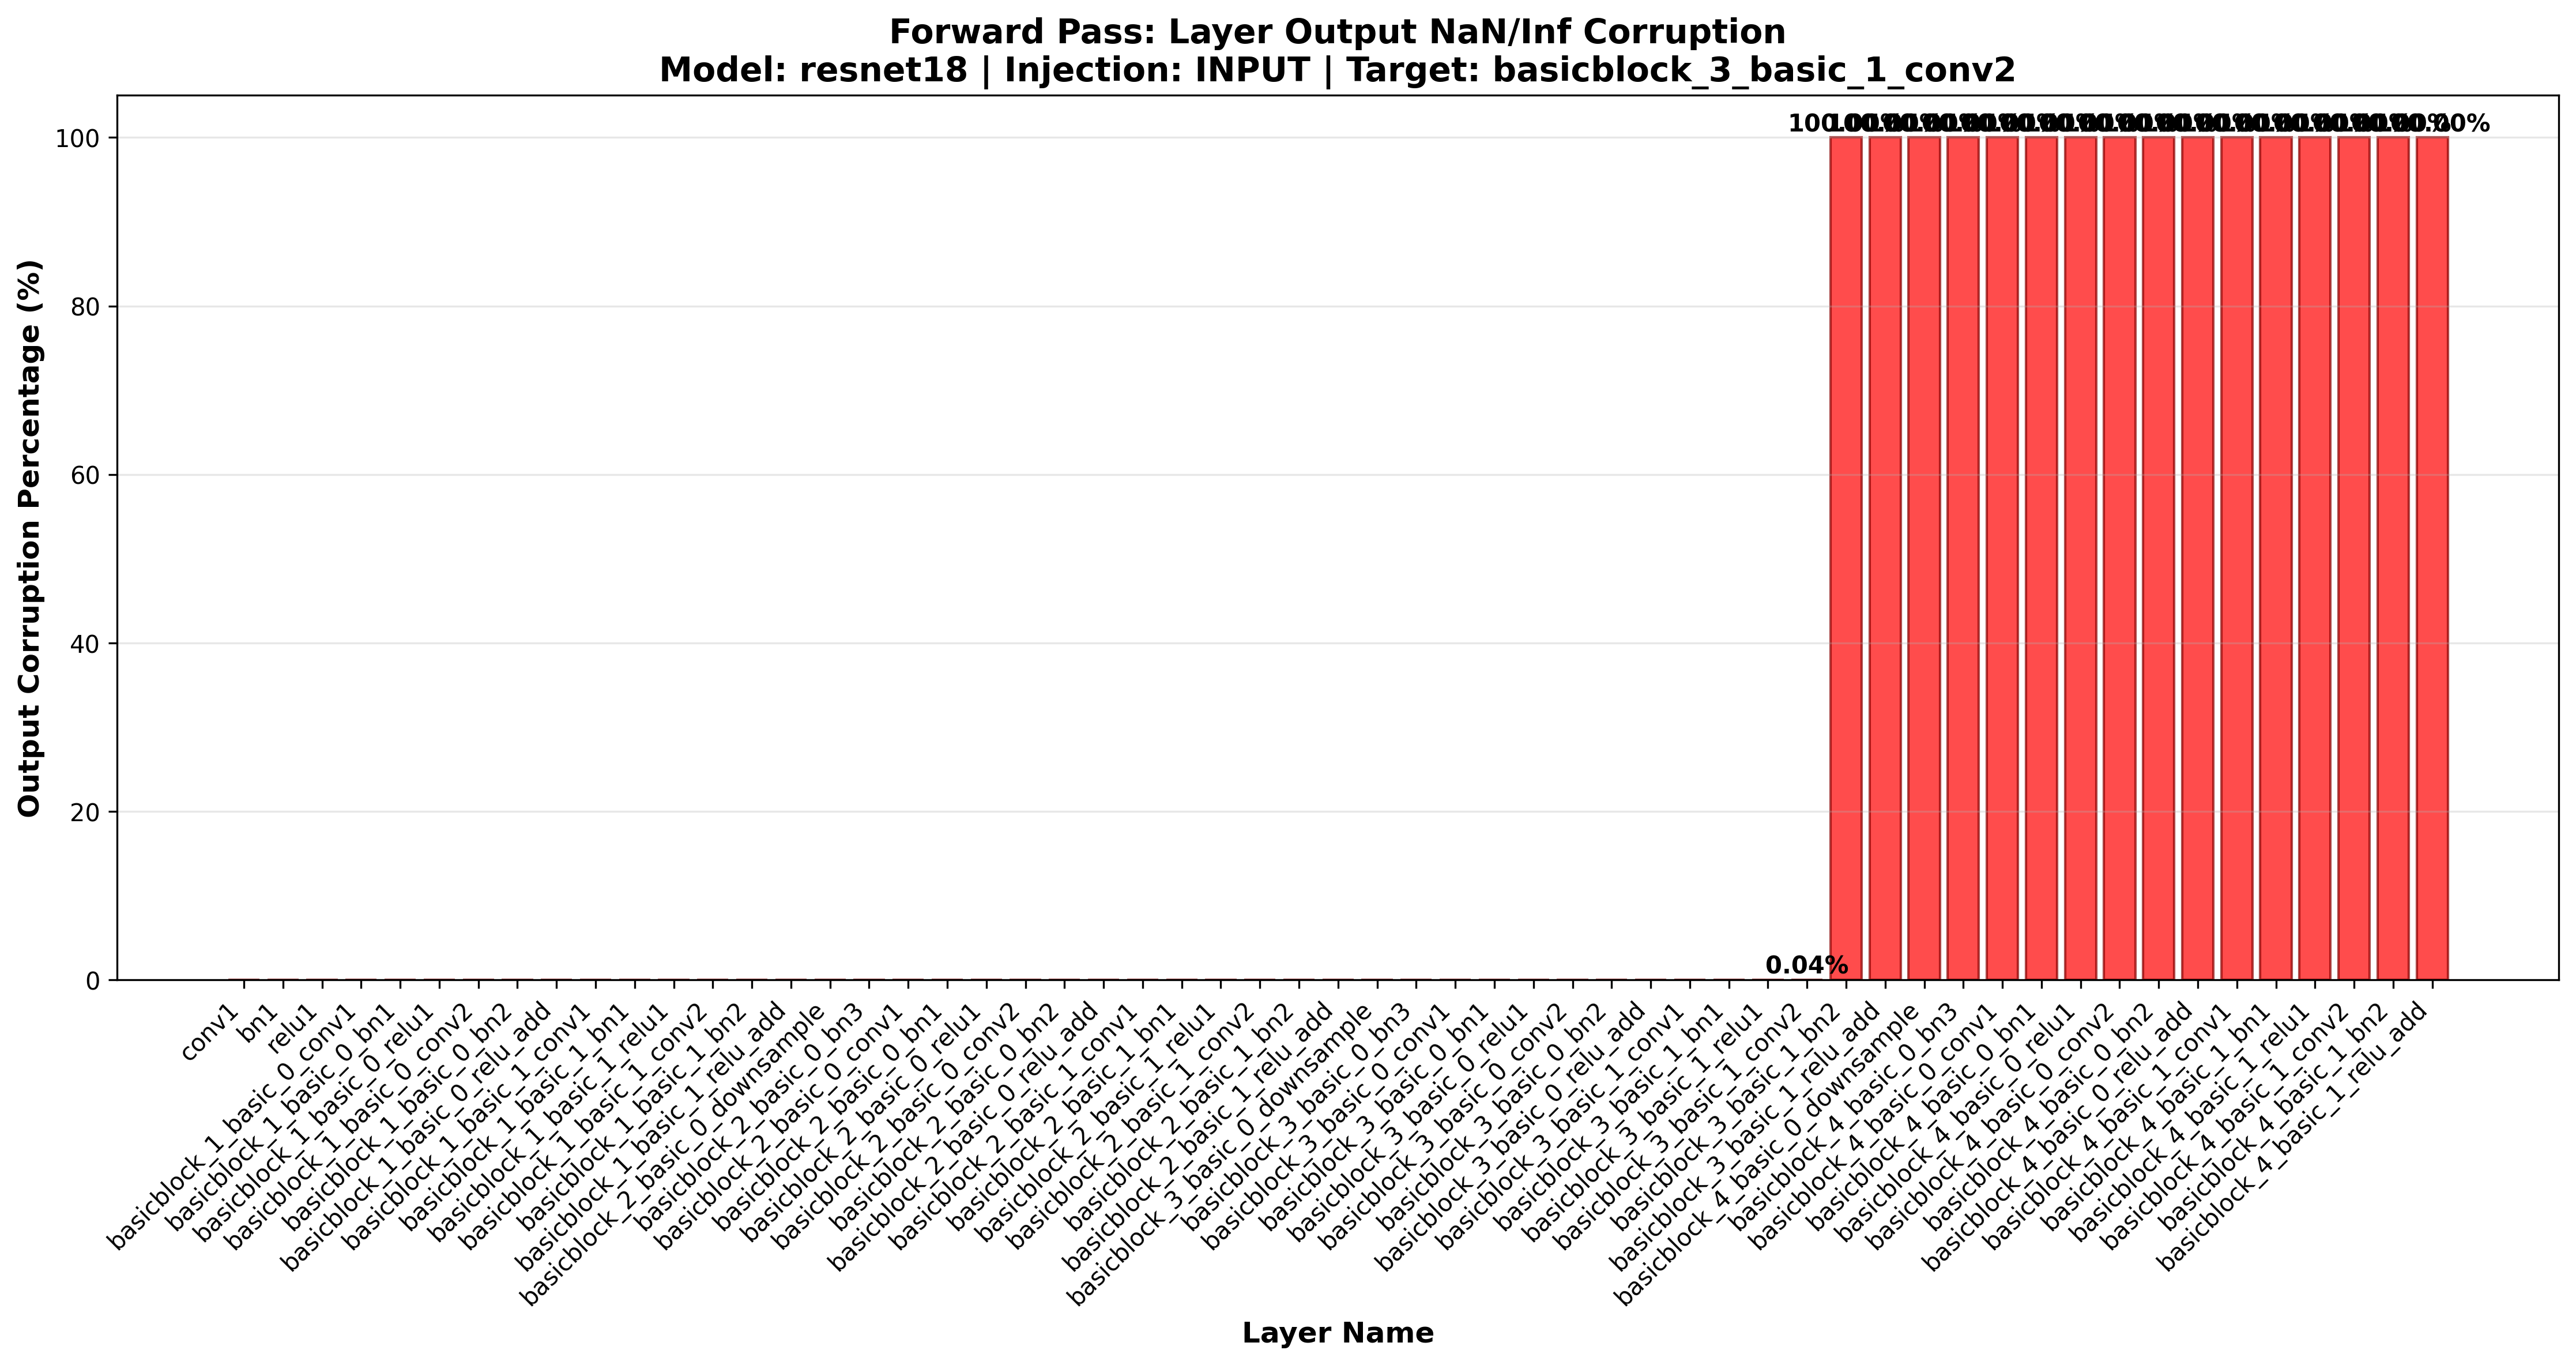 Forward Pass: Layer Output NaN/Inf Corruption
Model: resnet18 | Injection: INPUT | Target: basicblock_3_basic_1_conv2
Output Corruption Percentage (%)
100
80
60
40
20
0
0.04%
conv1
bn1
relu1
basicblock_1_basic_0_conv1
basicblock_1_basic_0_bn1
basicblock_1_basic_0_relu1
basicblock_1_basic_0_conv2
basicblock_1_basic_0_bn2
basicblock_1_basic_0_relu_add
basicblock_1_basic_1_conv1
basicblock_1_basic_1_bn1
basicblock_1_basic_1_relu1
basicblock_1_basic_1_conv2
basicblock_1_basic_1_bn2
basicblock_1_basic_1_relu_add
basicblock_2_basic_0_downsample
basicblock_2_basic_0_bn3
basicblock_2_basic_0_conv1
basicblock_2_basic_0_bn1
basicblock_2_basic_0_relu1
basicblock_2_basic_0_conv2
basicblock_2_basic_0_bn2
basicblock_2_basic_0_relu_add
basicblock_2_basic_1_conv1
basicblock_2_basic_1_bn1
basicblock_2_basic_1_relu1
basicblock_2_basic_1_conv2
basicblock_2_basic_1_bn2
basicblock_2_basic_1_relu_add
basicblock_3_basic_0_downsample
basicblock_3_basic_0_bn3
basicblock_3_basic_0_conv1
basicblock_3_basic_0_bn1
basicblock_3_basic_0_relu1
basicblock_3_basic_0_conv2
basicblock_3_basic_0_bn2
basicblock_3_basic_0_relu_add
basicblock_3_basic_1_conv1
basicblock_3_basic_1_bn1
basicblock_3_basic_1_relu1
basicblock_3_basic_1_conv2
basicblock_3_basic_1_bn2
basicblock_3_basic_1_relu_add
basicblock_4_basic_0_downsample
basicblock_4_basic_0_bn3
basicblock_4_basic_0_conv1
basicblock_4_basic_0_bn1
basicblock_4_basic_0_relu1
basicblock_4_basic_0_conv2
basicblock_4_basic_0_bn2
basicblock_4_basic_0_relu_add
basicblock_4_basic_1_conv1
basicblock_4_basic_1_bn1
basicblock_4_basic_1_relu1
basicblock_4_basic_1_conv2
basicblock_4_basic_1_bn2
basicblock_4_basic_1_relu_add
Layer Name